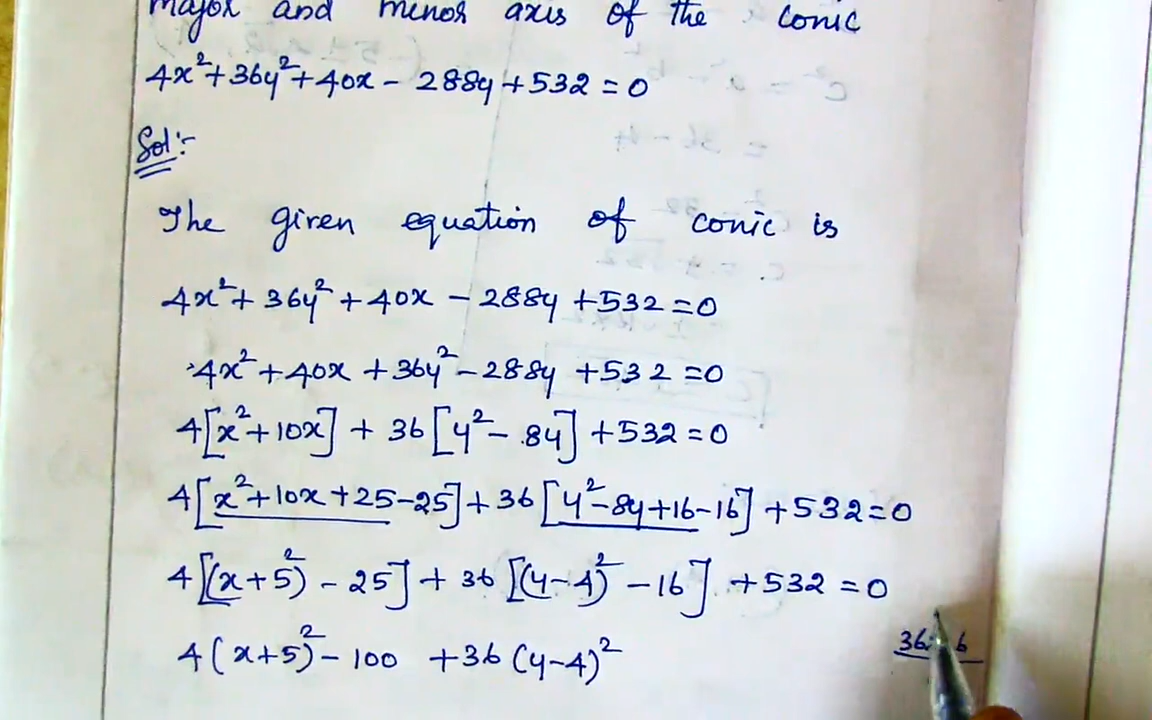 major and minor axis of the conic
4x²+36y²+40x-288y+532=0
Sol:-
The given equation of conic is
4x²+36y²+40x-288y+532=0
4x²+40x+36y²-288y+532=0
4[x²+10x]+36[y²-8y]+532=0
4[x²+10x+25-25]+36[y²-8y+16-16]+532=0
4[(x+5)²-25]+36[(y-4)²-16]+532=0
4(x+5)²-100+36(y-4)²